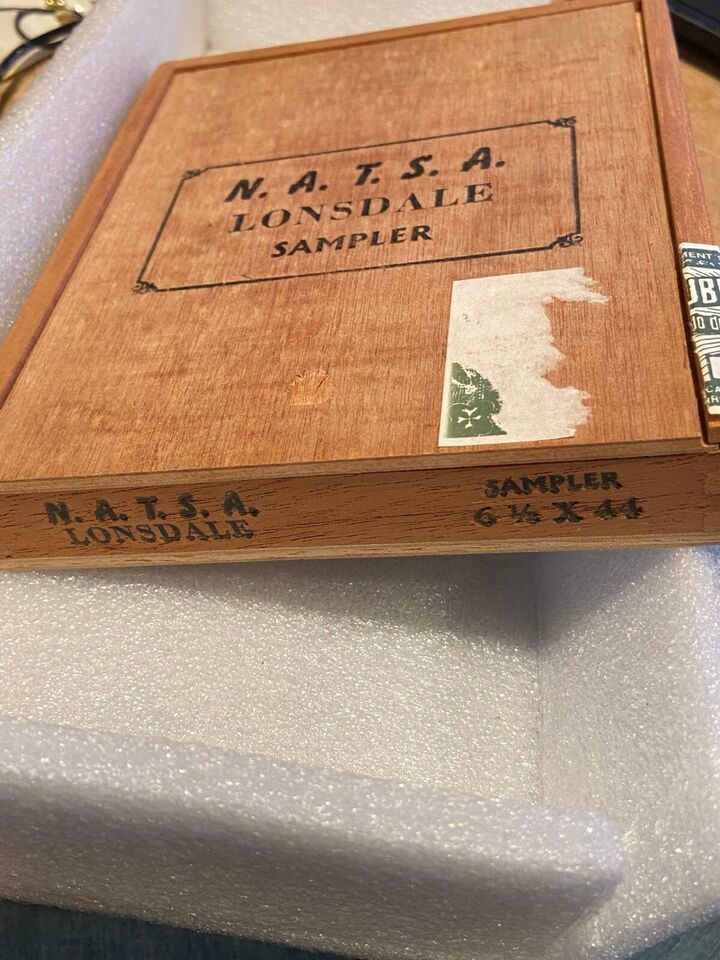 N. A. T. S. A.
LONSDALE
SAMPLER
N. A. T. S. A.
LONSDALE
SAMPLER
6 ½ X 44